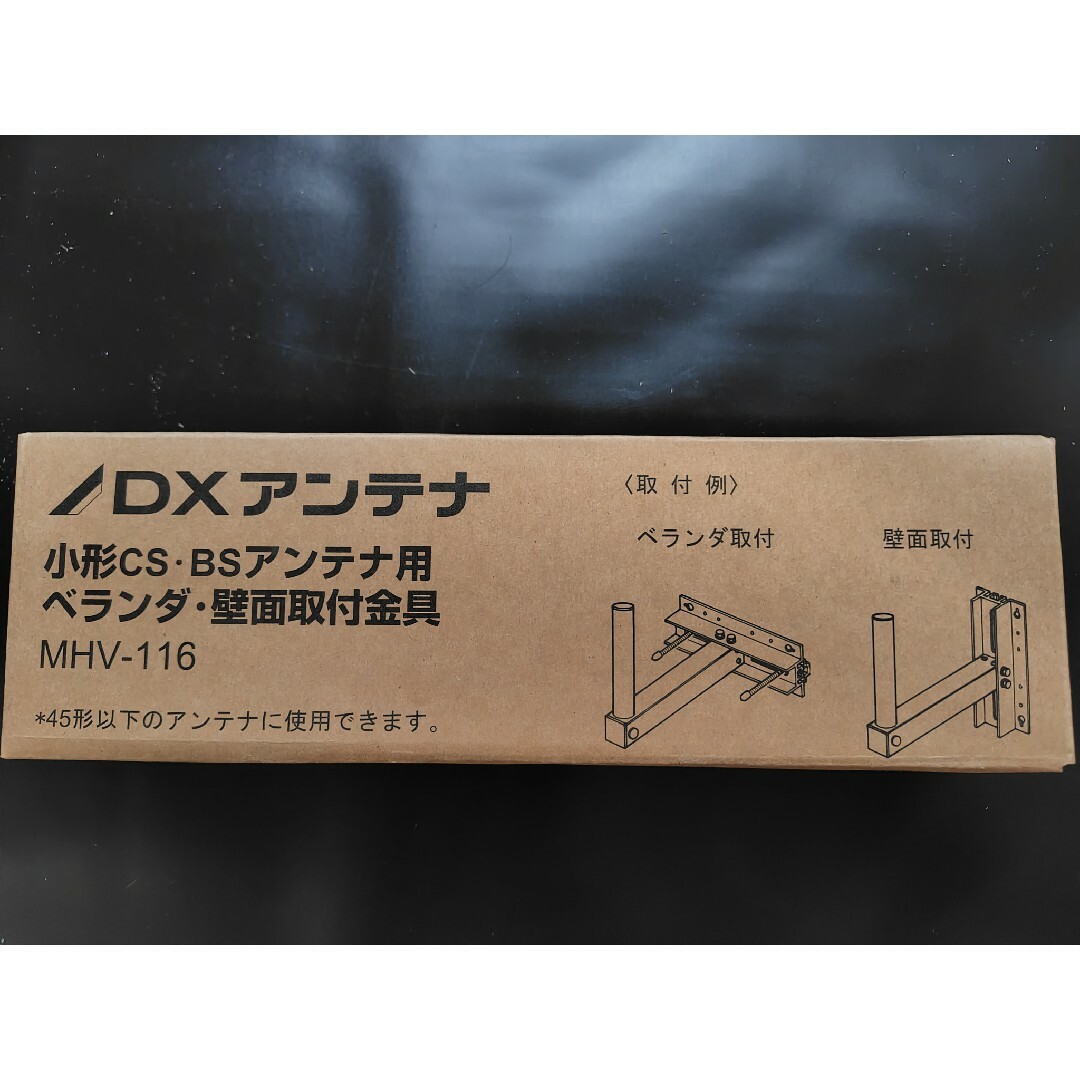 DXアンテナ
小形CS・BSアンテナ用
ベランダ・壁面取付金具
MHV-116
*45形以下のアンテナに使用できます。
〈取付例〉
ベランダ取付
壁面取付